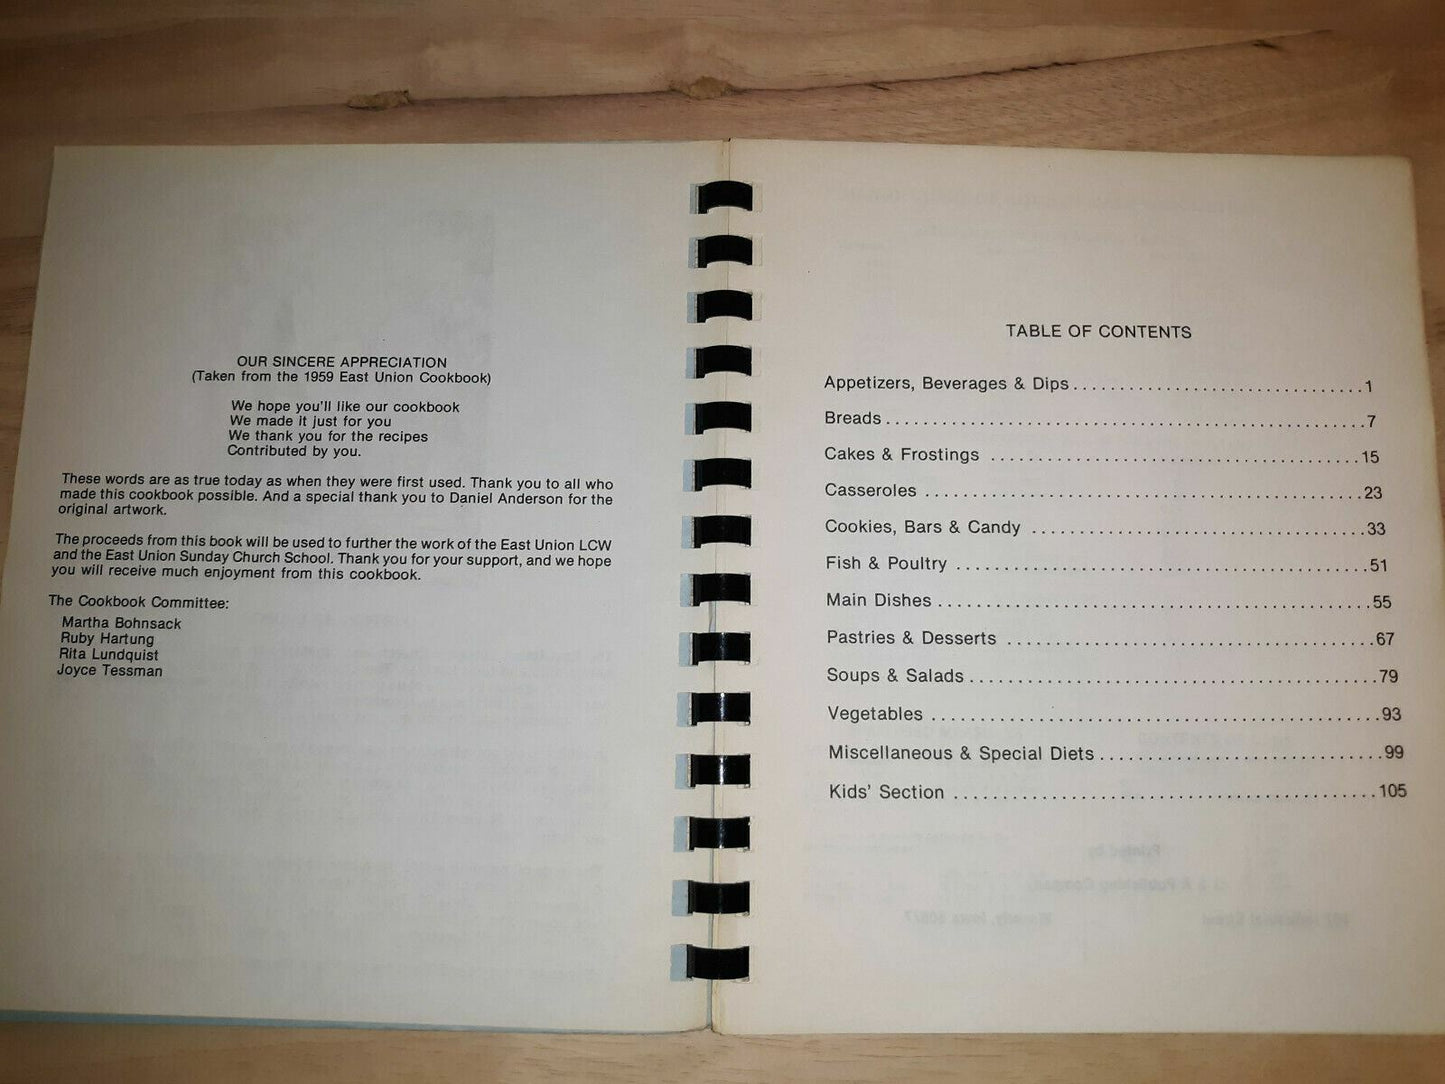 OUR SINCERE APPRECIATION
(Taken from the 1959 East Union Cookbook)
We hope you'll like our cookbook
We made it just for you
We thank you for the recipes
Contributed by you.
These words are as true today as when they were first used. Thank you to all who
made this cookbook possible. And a special thank you to Daniel Anderson for the
original artwork.
The proceeds from this book will be used to further the work of the East Union LCW
and the East Union Sunday Church School. Thank you for your support, and we hope
you will receive much enjoyment from this cookbook.
The Cookbook Committee:
Martha Bohnsack
Ruby Hartung
Rita Lundquist
Joyce Tessman
TABLE OF CONTENTS
Appetizers, Beverages & Dips..............................1
Breads.................................................7
Cakes & Frostings ......................................15
Casseroles .............................................23
Cookies, Bars & Candy ...................................33
Fish & Poultry ..........................................51
Main Dishes............................................55
Pastries & Desserts .....................................67
Soups & Salads.........................................79
Vegetables .............................................93
Miscellaneous & Special Diets.............................99
Kids' Section ...........................................105